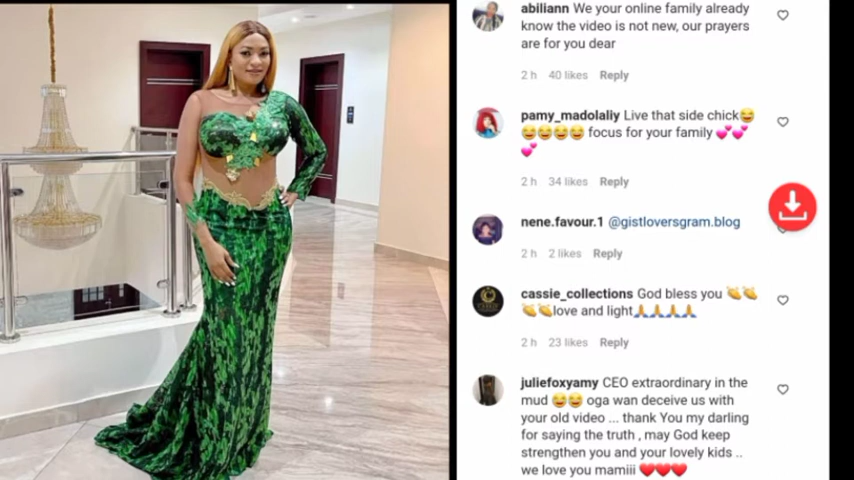 abiliann We your online family already
know the video is not new, our prayers
are for you dear
2 h 40 likes Reply
pamy_madolaliy Live that side chick😂
😂😂😂😂 focus for your family 💕💕
💕
2 h 34 likes Reply
nene.favour.1 @gistloversgram.blog
2 h 2 likes Reply
cassie_collections God bless you 👏👏
👏👏love and light🙏🙏🙏🙏
2 h 23 likes Reply
juliefoxyamy CEO extraordinary in the
mud 😂😂 oga wan deceive us with
your old video ... thank You my darling
for saying the truth , may God keep
strengthen you and your lovely kids ..
we love you mamiii ❤️❤️❤️